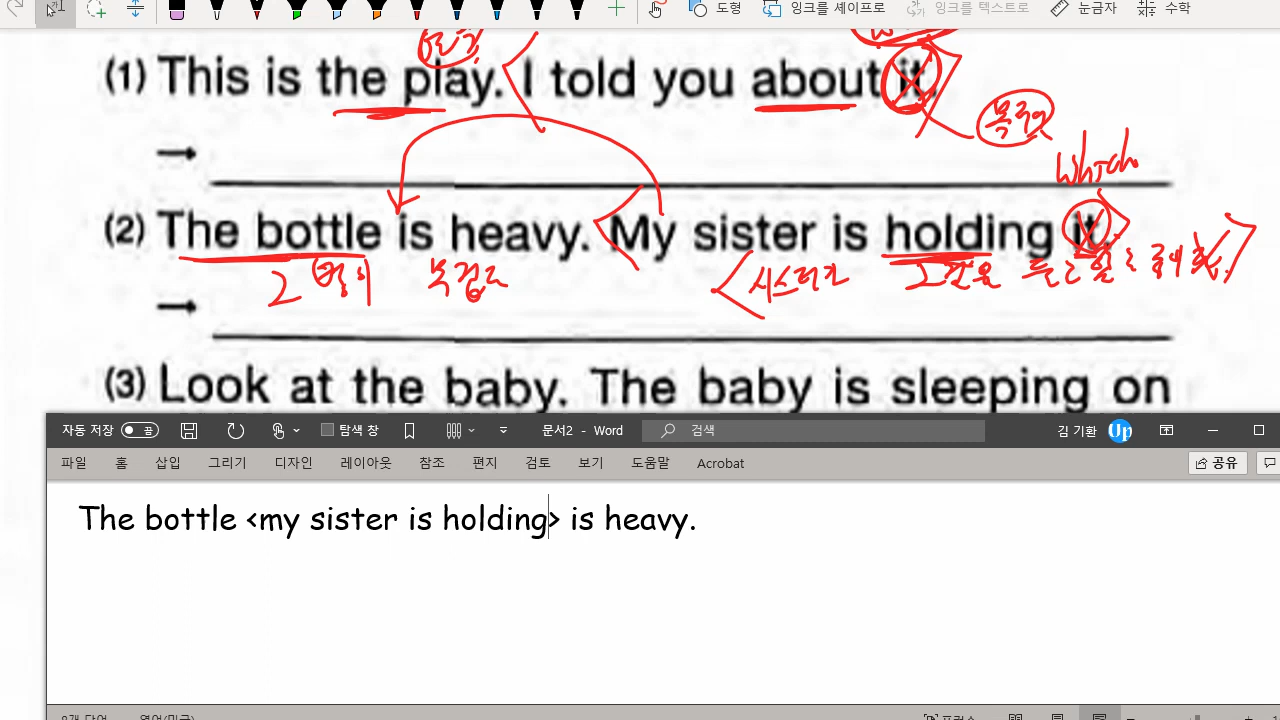 도형 잉크를 셰이프로 잉크를 텍스트로 눈금자 수학
(1) This is the play. I told you about it.
목적어
→
which
(2) The bottle is heavy. My sister is holding it.
그 병이 무겁다 시스터가 그것을
→
(3) Look at the baby. The baby is sleeping on
자동 저장 끔 탐색 창 문서2 - Word 검색 김 기환 Up
파일 홈 삽입 그리기 디자인 레이아웃 참조 편지 검토 보기 도움말 Acrobat 공유
The bottle <my sister is holding> is heavy.